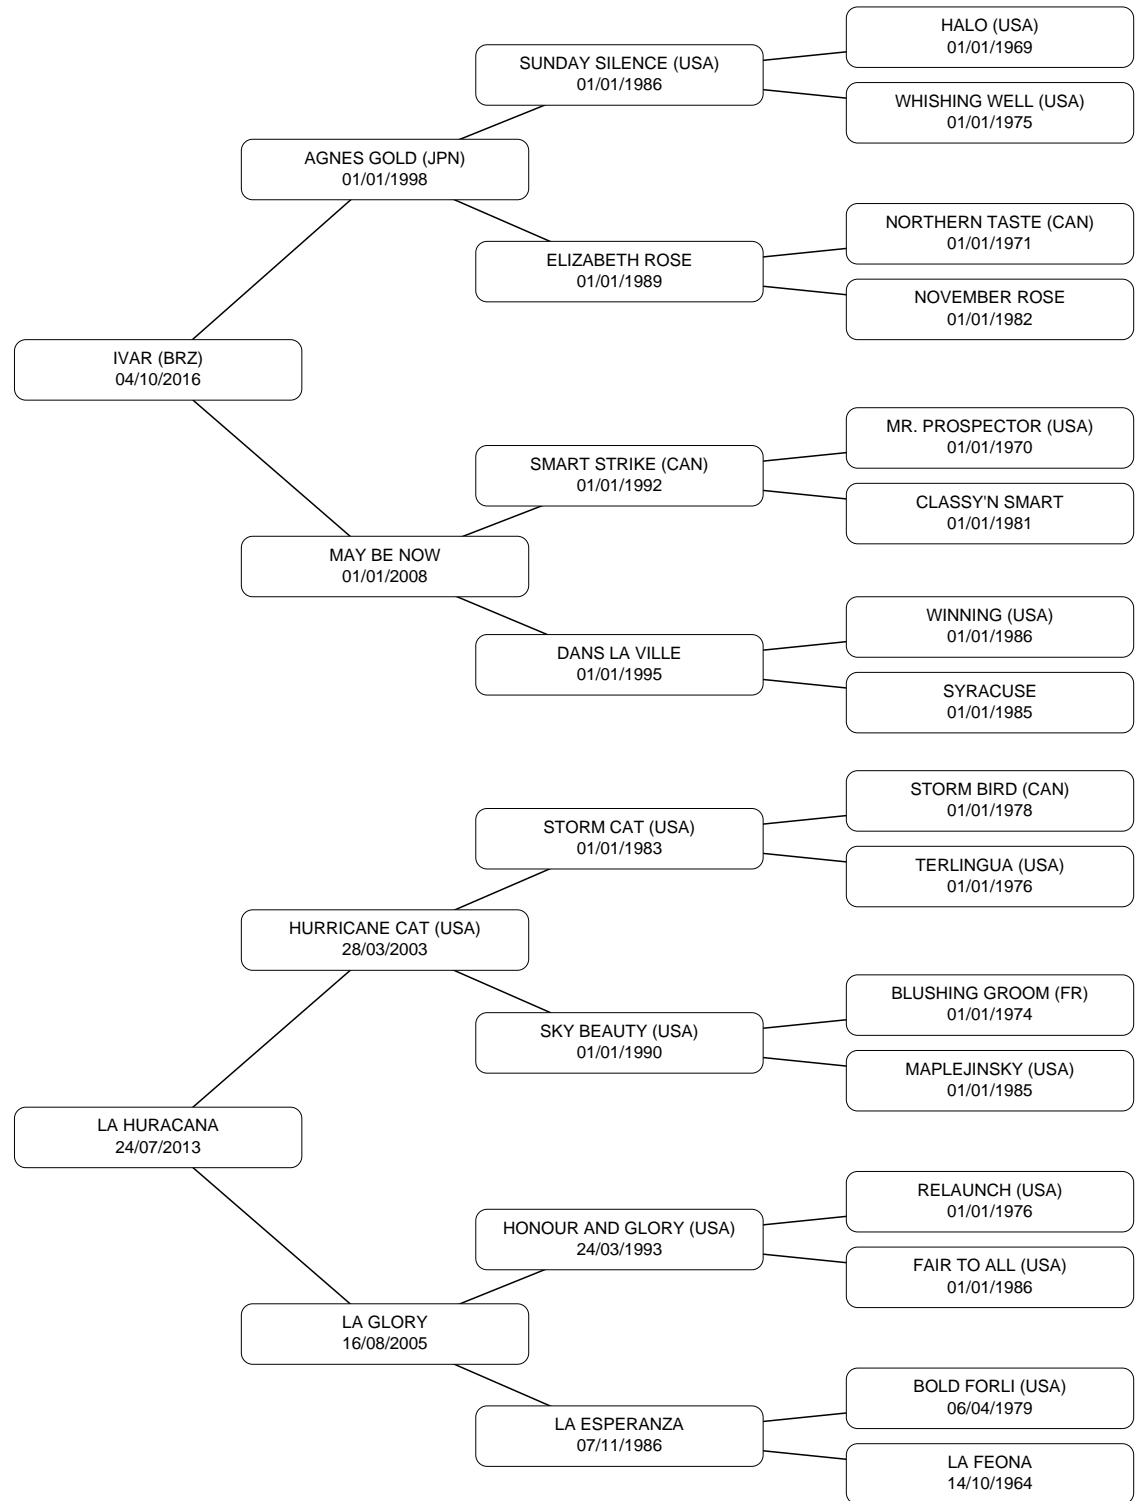 HALO (USA)
01/01/1969
SUNDAY SILENCE (USA)
01/01/1986
WHISHING WELL (USA)
01/01/1975
AGNES GOLD (JPN)
01/01/1998
NORTHERN TASTE (CAN)
01/01/1971
ELIZABETH ROSE
01/01/1989
NOVEMBER ROSE
01/01/1982
IVAR (BRZ)
04/10/2016
MR. PROSPECTOR (USA)
01/01/1970
SMART STRIKE (CAN)
01/01/1992
CLASSY'N SMART
01/01/1981
MAY BE NOW
01/01/2008
WINNING (USA)
01/01/1986
DANS LA VILLE
01/01/1995
SYRACUSE
01/01/1985
STORM BIRD (CAN)
01/01/1978
STORM CAT (USA)
01/01/1983
TERLINGUA (USA)
01/01/1976
HURRICANE CAT (USA)
28/03/2003
BLUSHING GROOM (FR)
01/01/1974
SKY BEAUTY (USA)
01/01/1990
MAPLEJINSKY (USA)
01/01/1985
LA HURACANA
24/07/2013
RELAUNCH (USA)
01/01/1976
HONOUR AND GLORY (USA)
24/03/1993
FAIR TO ALL (USA)
01/01/1986
LA GLORY
16/08/2005
BOLD FORLI (USA)
06/04/1979
LA ESPERANZA
07/11/1986
LA FEONA
14/10/1964